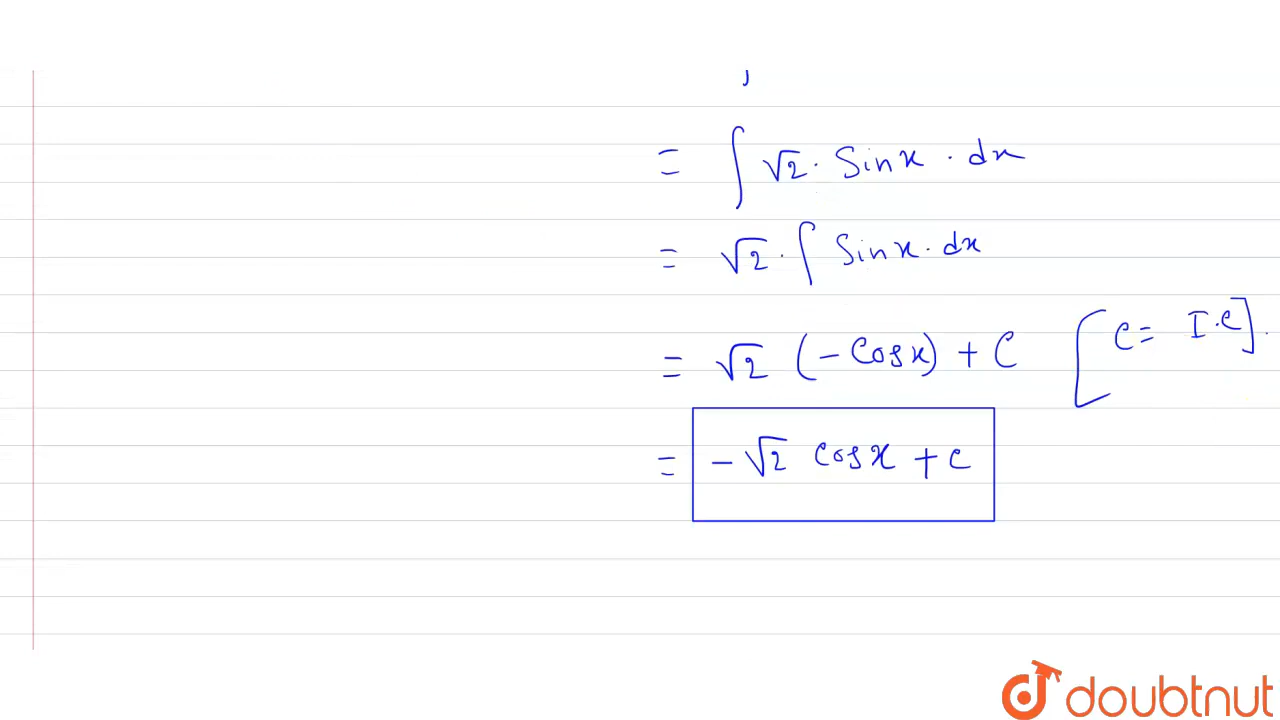 = ∫ √2 · Sinx · dx
= √2 · ∫ Sinx · dx
= √2 (- Cosx) + C [C = I.C].
= - √2 Cosx + C
doubtnut